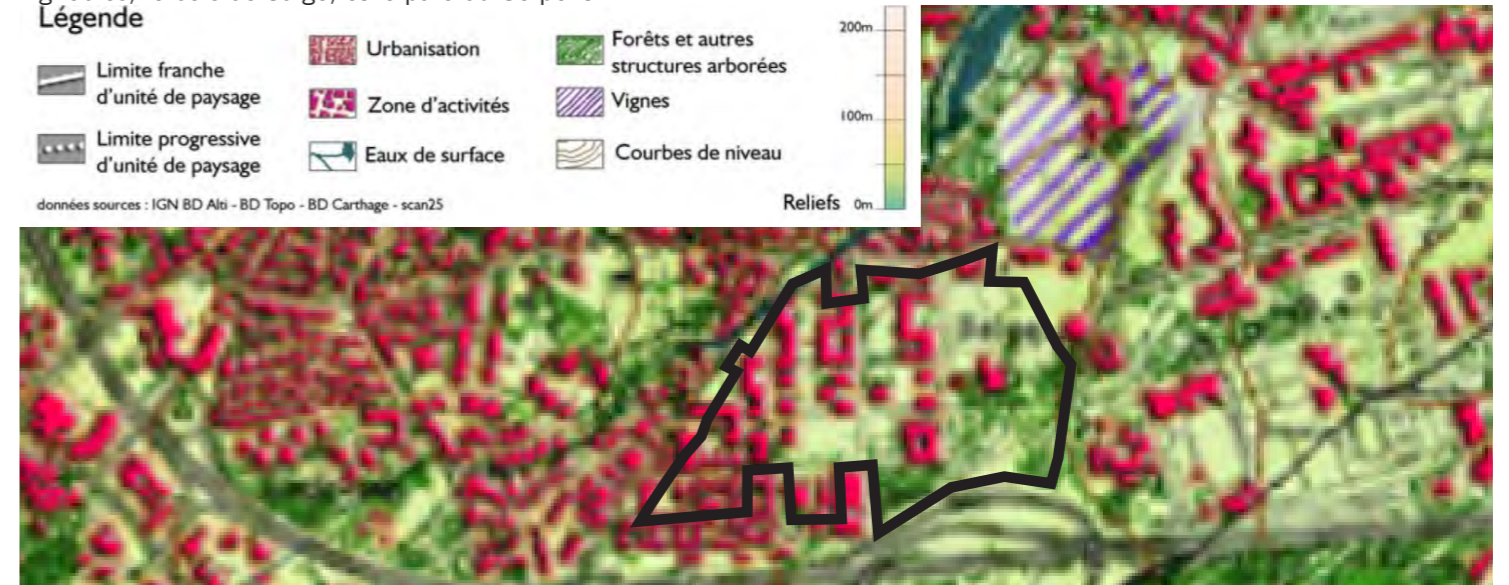 Légende
Limite franche
d'unité de paysage
Limite progressive
d'unité de paysage
Urbanisation
Zone d'activités
Eaux de surface
Forêts et autres
structures arborées
Vignes
Courbes de niveau
données sources : IGN BD Alti - BD Topo - BD Carthage - scan25
200m
100m
Reliefs 0m